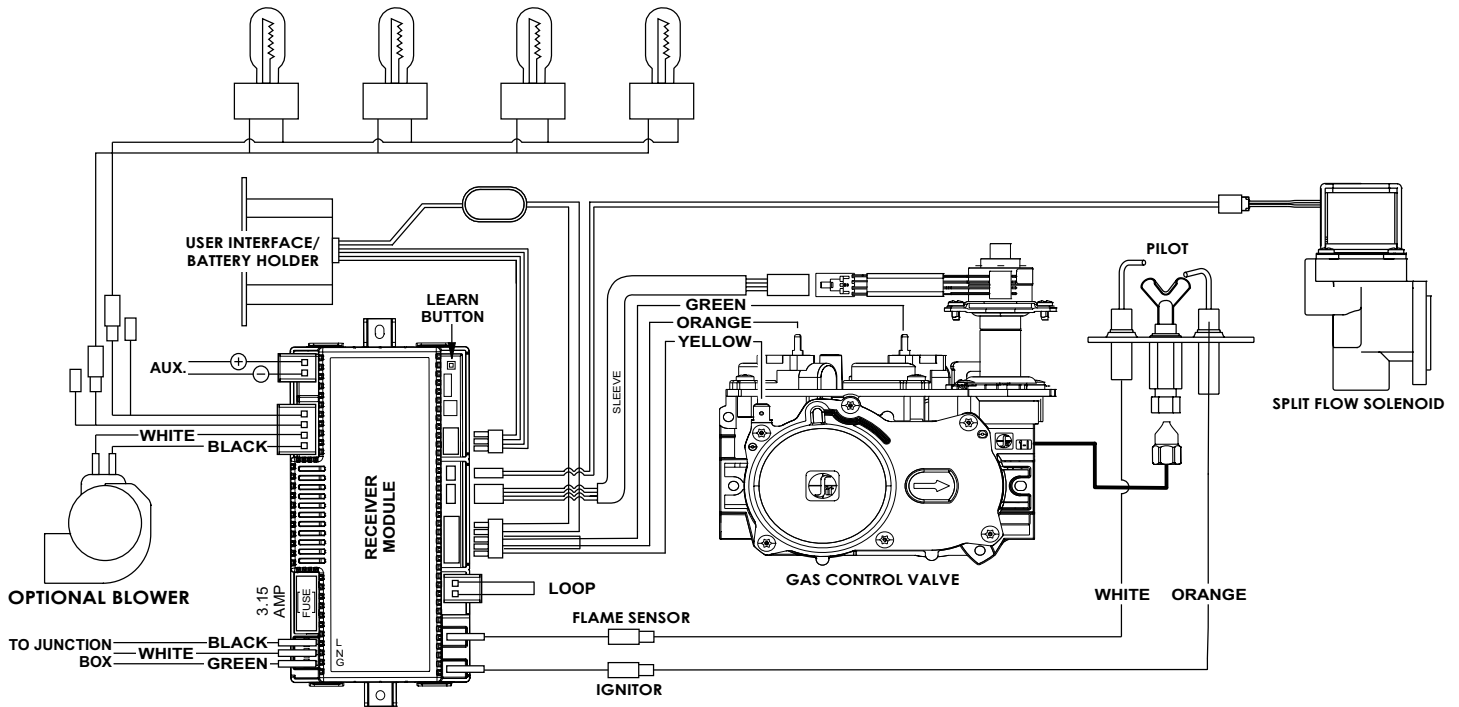 USER INTERFACE/
BATTERY HOLDER
LEARN
BUTTON
AUX.
+
−
WHITE
BLACK
OPTIONAL BLOWER
RECEIVER
MODULE
3.15
AMP
FUSE
TO JUNCTION
BOX
BLACK
WHITE
GREEN
L
N
G
GREEN
ORANGE
YELLOW
SLEEVE
LOOP
FLAME SENSOR
IGNITOR
GAS CONTROL VALVE
PILOT
WHITE
ORANGE
SPLIT FLOW SOLENOID